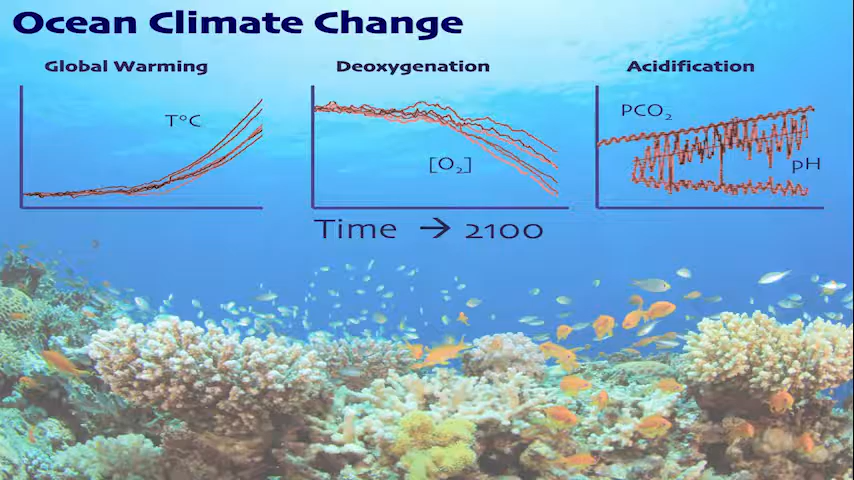 Ocean Climate Change
Global Warming
Deoxygenation
Acidification
T°C
[O₂]
PCO₂
pH
Time → 2100